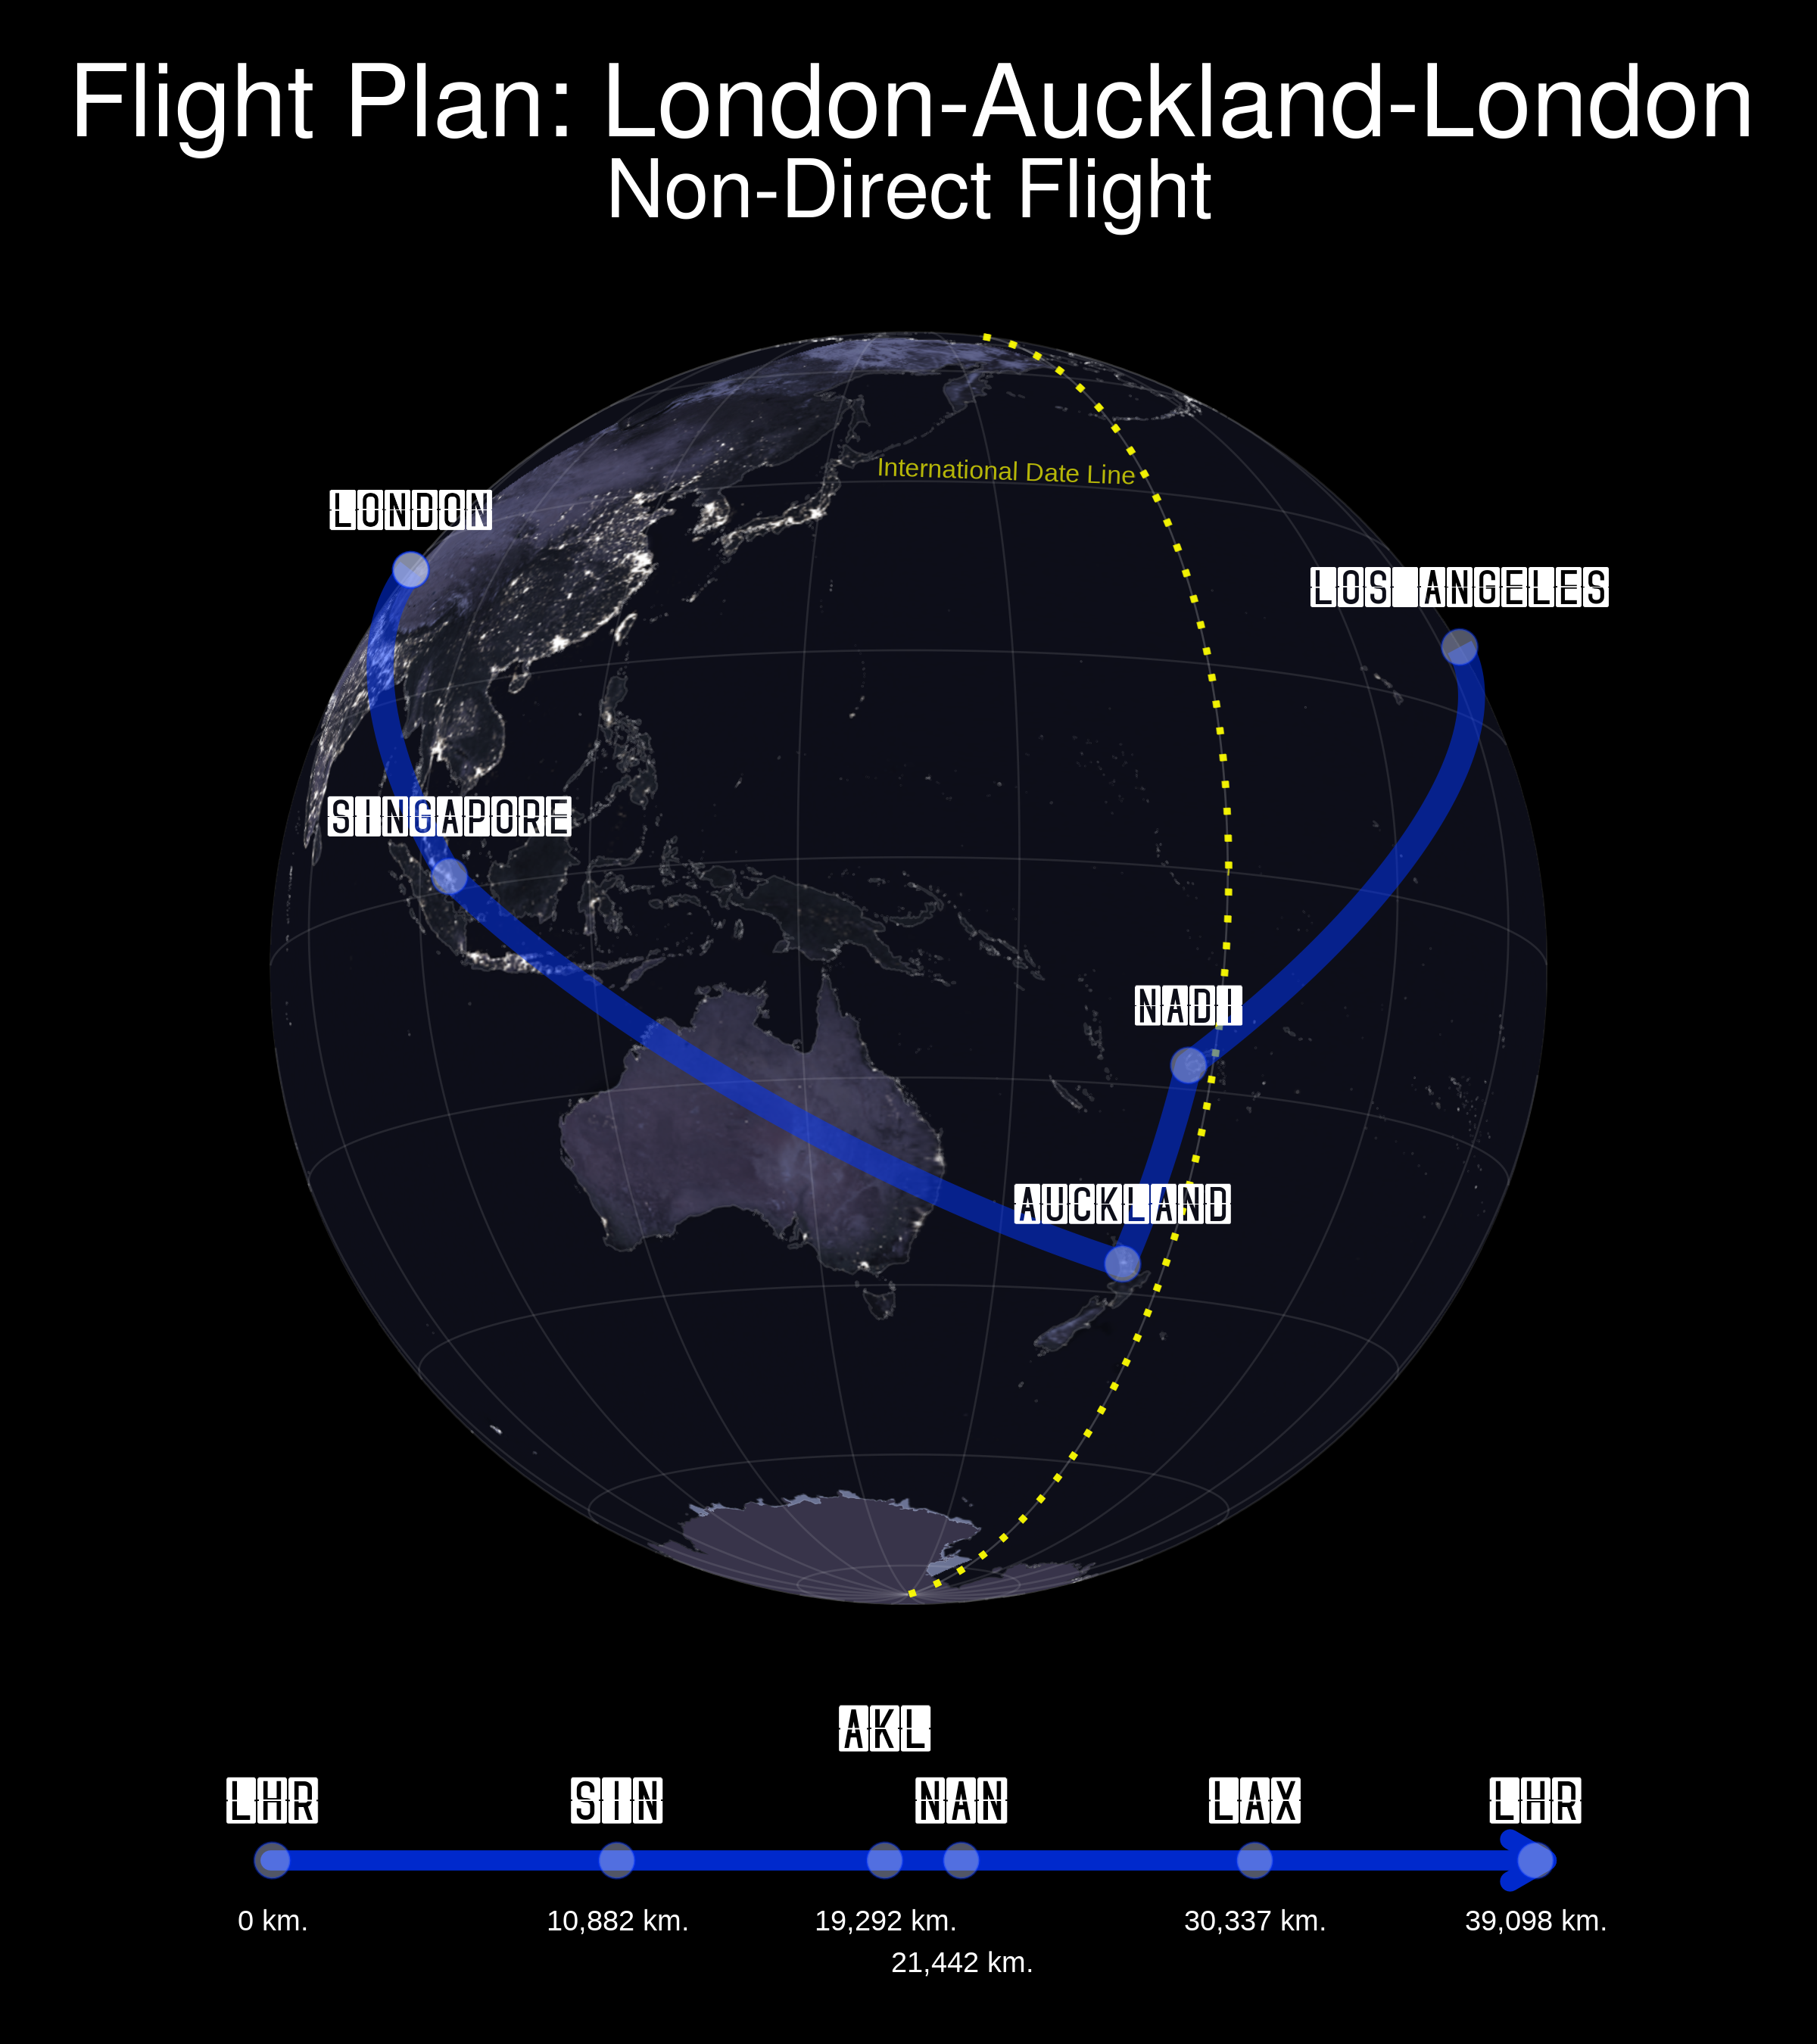 Flight Plan: London-Auckland-London
Non-Direct Flight
International Date Line
LONDON
LOS ANGELES
SINGAPORE
NADI
AUCKLAND
AKL
LHR SIN NAN LAX LHR
0 km. 10,882 km. 19,292 km. 30,337 km. 39,098 km.
21,442 km.